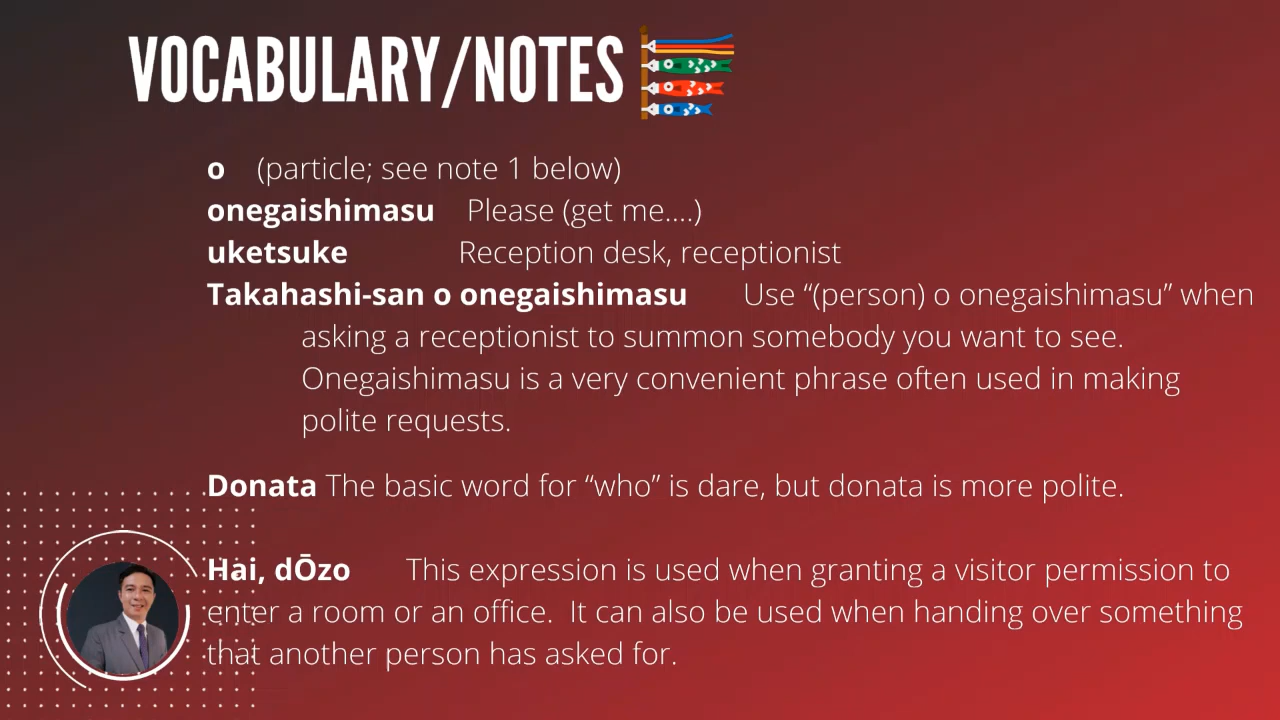 VOCABULARY/NOTES
o (particle; see note 1 below)
onegaishimasu Please (get me....)
uketsuke Reception desk, receptionist
Takahashi-san o onegaishimasu Use “(person) o onegaishimasu” when
asking a receptionist to summon somebody you want to see.
Onegaishimasu is a very convenient phrase often used in making
polite requests.
Donata The basic word for “who” is dare, but donata is more polite.
Hai, dŌzo This expression is used when granting a visitor permission to
enter a room or an office. It can also be used when handing over something
that another person has asked for.